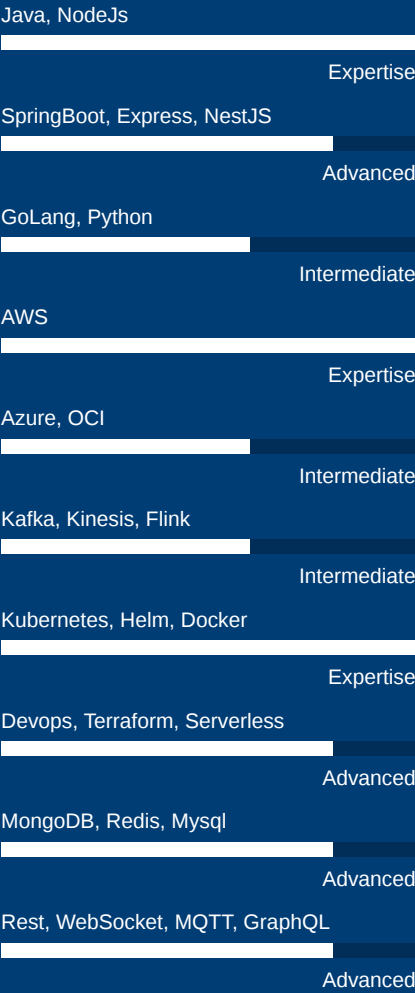 Java, NodeJs
Expertise
SpringBoot, Express, NestJS
Advanced
GoLang, Python
Intermediate
AWS
Expertise
Azure, OCI
Intermediate
Kafka, Kinesis, Flink
Intermediate
Kubernetes, Helm, Docker
Expertise
Devops, Terraform, Serverless
Advanced
MongoDB, Redis, Mysql
Advanced
Rest, WebSocket, MQTT, GraphQL
Advanced